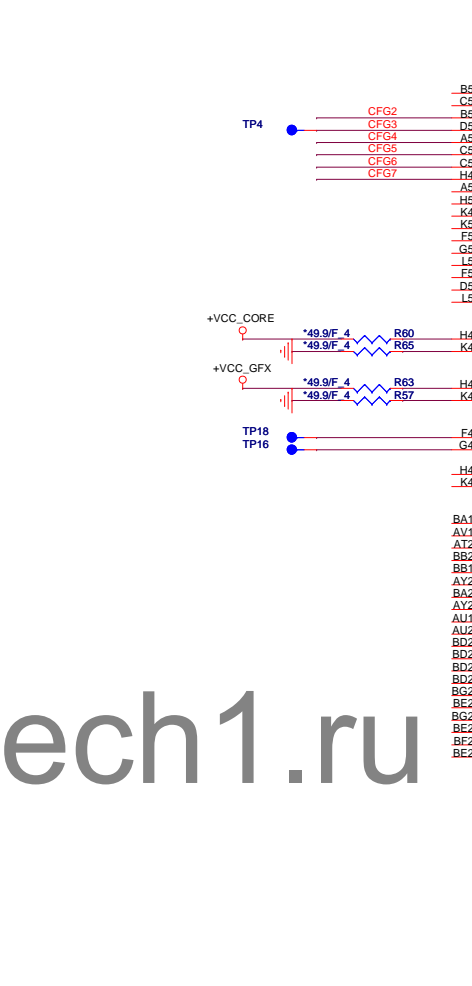 B5
C5
CFG2 B5
TP4 CFG3 D5
CFG4 A5
CFG5 C5
CFG6 C5
CFG7 H4
A5
H5
K4
K5
F5
G5
L5
F5
D5
L5
+VCC_CORE
*49.9/F_4 R60 H4
*49.9/F_4 R65 K4
+VCC_GFX
*49.9/F_4 R63 H4
*49.9/F_4 R57 K4
TP18 F4
TP16 G4
H4
K4
BA1
AV1
AT2
BB2
BB1
AY2
BA2
AY2
AU1
AU2
BD2
BD2
BD2
BD2
BG2
BE2
BG2
BE2
BF2
BE2
ech1.ru